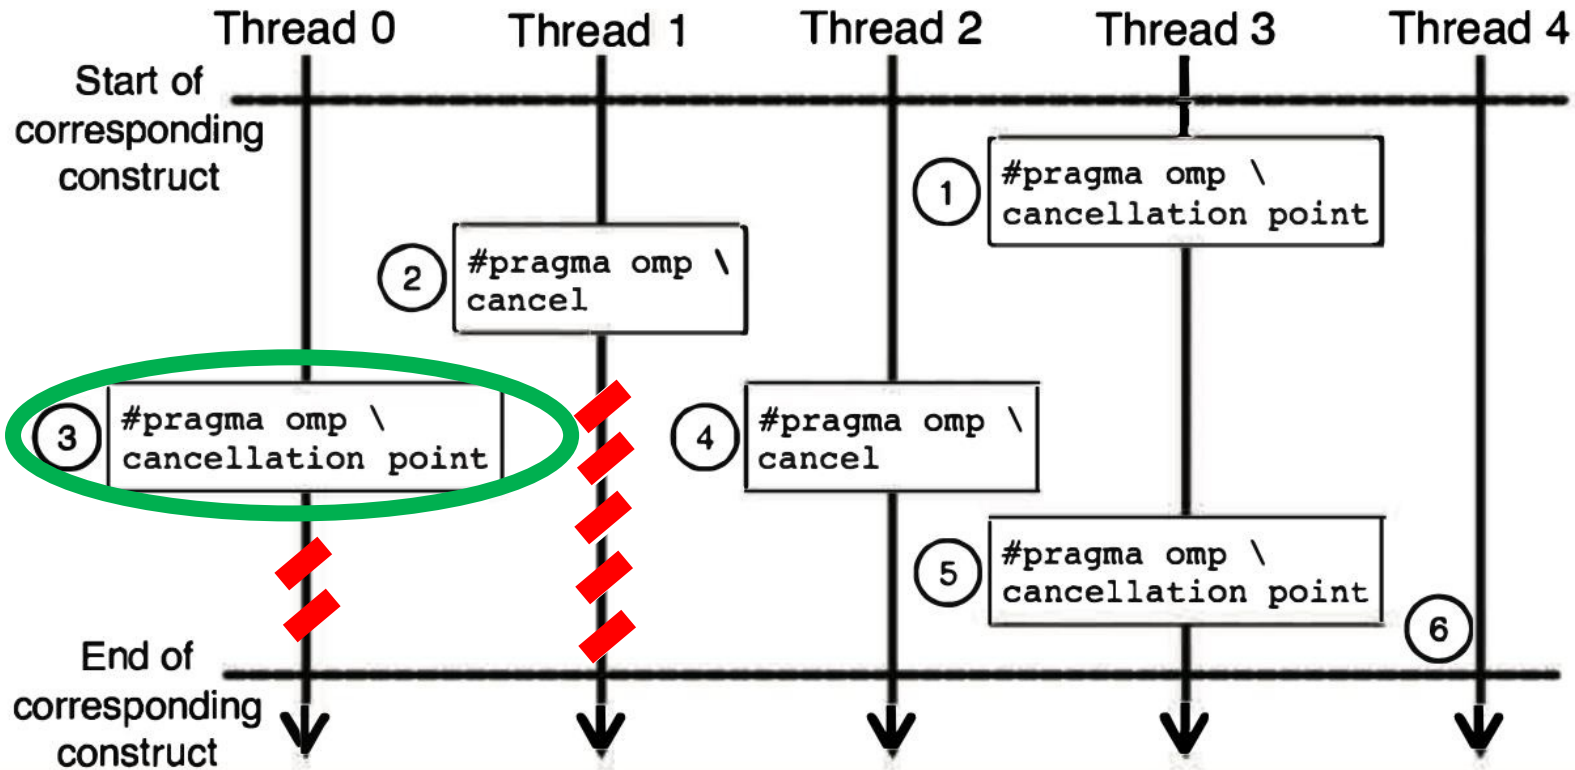 Thread 0
Thread 1
Thread 2
Thread 3
Thread 4
Start of
corresponding
construct
1
#pragma omp \
cancellation point
2
#pragma omp \
cancel
3
#pragma omp \
cancellation point
4
#pragma omp \
cancel
5
#pragma omp \
cancellation point
6
End of
corresponding
construct